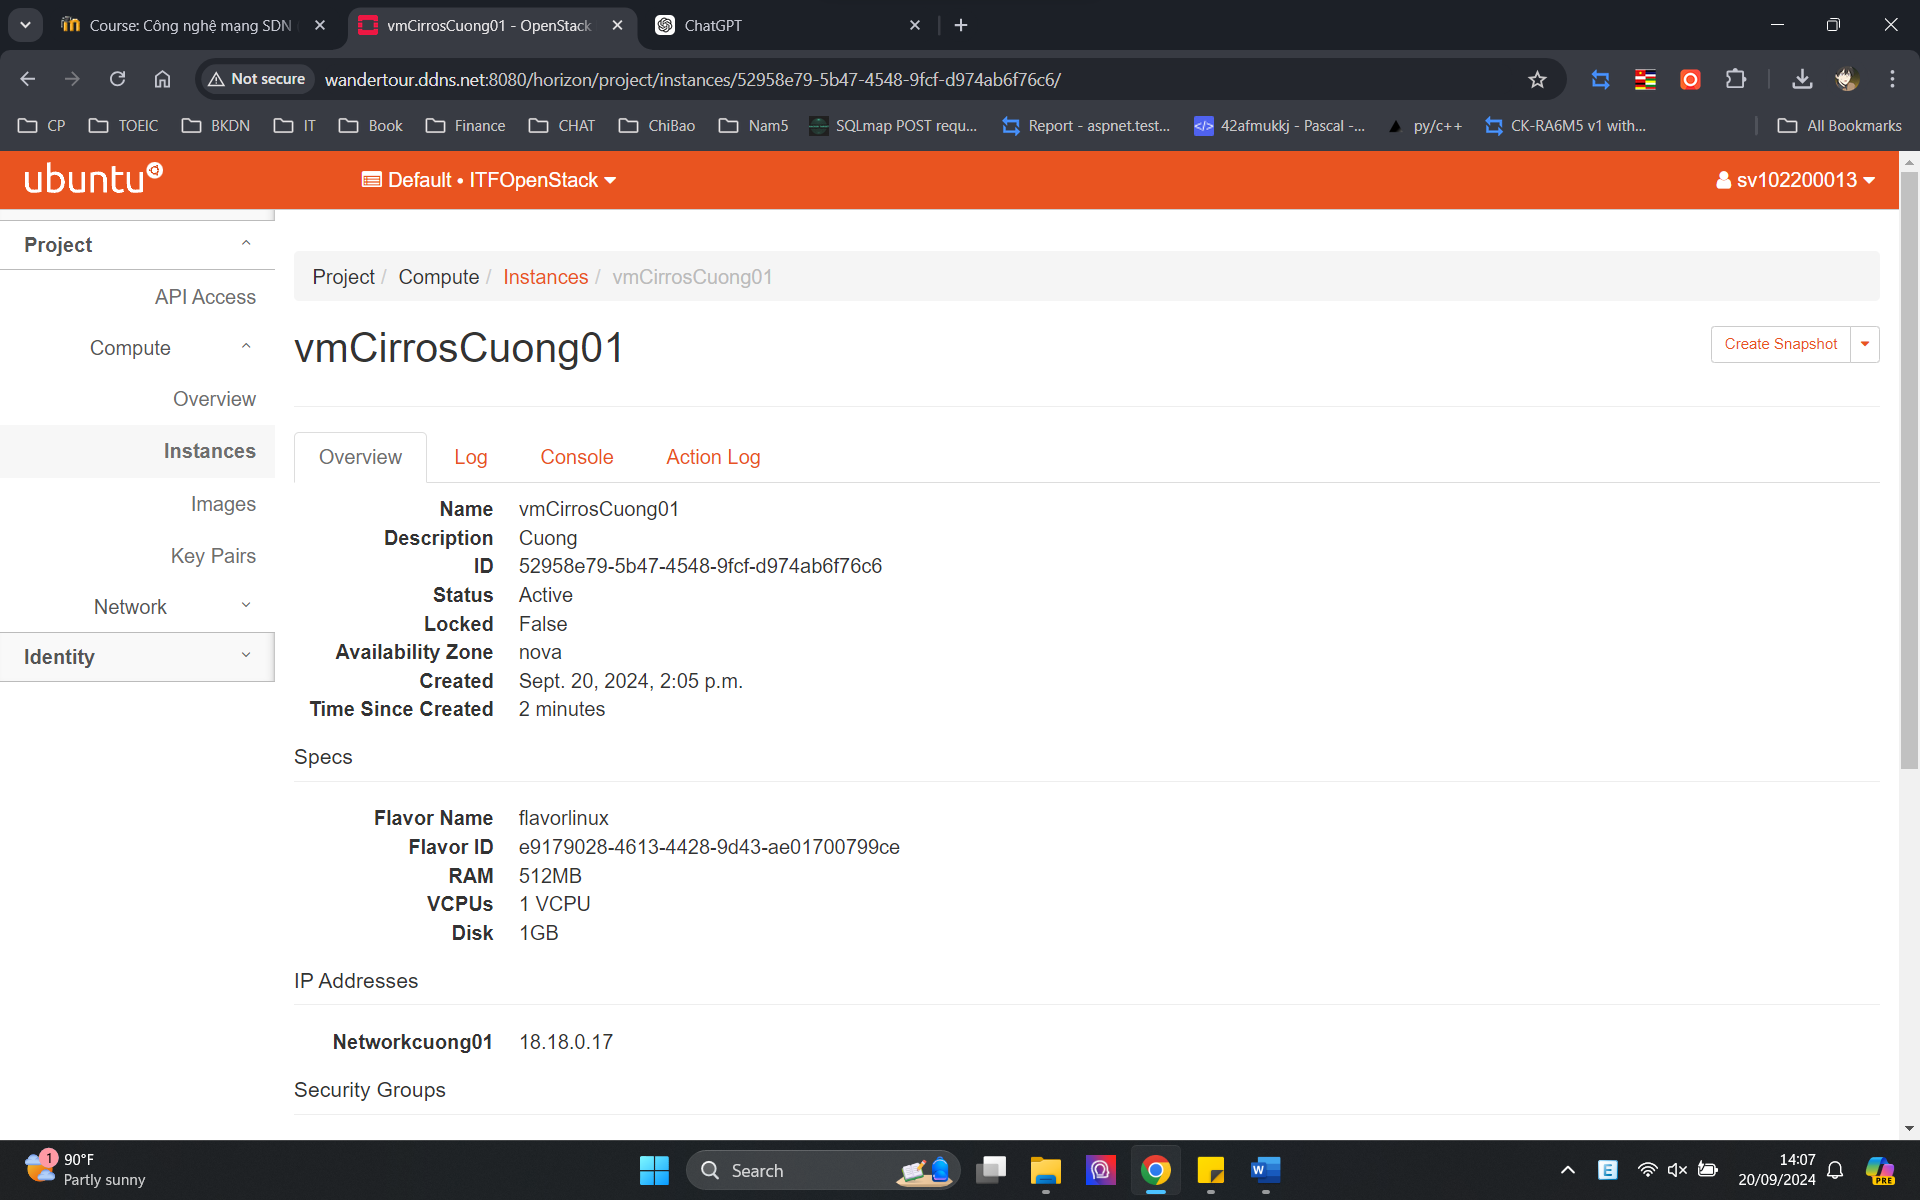 Course: Công nghệ mạng SDN
vmCirrosCuong01 - OpenStack
ChatGPT
Not secure
wandertour.ddns.net:8080/horizon/project/instances/52958e79-5b47-4548-9fcf-d974ab6f76c6/
CP
TOEIC
BKDN
IT
Book
Finance
CHAT
ChiBao
Nam5
SQLmap POST requ...
Report - aspnet.test...
42afmukkj - Pascal -...
py/c++
CK-RA6M5 v1 with...
All Bookmarks
ubuntu
Default • ITFOpenStack
sv102200013
Project
API Access
Compute
Overview
Instances
Images
Key Pairs
Network
Identity
Project / Compute / Instances / vmCirrosCuong01
vmCirrosCuong01
Create Snapshot
Overview
Log
Console
Action Log
Name vmCirrosCuong01
Description Cuong
ID 52958e79-5b47-4548-9fcf-d974ab6f76c6
Status Active
Locked False
Availability Zone nova
Created Sept. 20, 2024, 2:05 p.m.
Time Since Created 2 minutes
Specs
Flavor Name flavorlinux
Flavor ID e9179028-4613-4428-9d43-ae01700799ce
RAM 512MB
VCPUs 1 VCPU
Disk 1GB
IP Addresses
Networkcuong01 18.18.0.17
Security Groups
1
90°F
Partly sunny
Search
W
E
14:07
20/09/2024
PRE